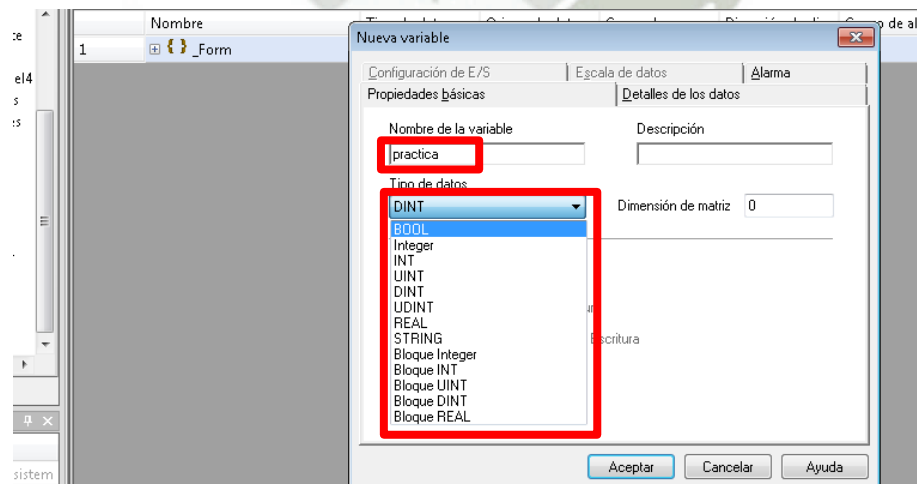 Nombre
1
_Form
el4
sistem
Nueva variable
Configuración de E/S
Escala de datos
Alarma
Propiedades básicas
Detalles de los datos
Nombre de la variable
Descripción
practica
Tipo de datos
DINT
Dimensión de matriz
0
BOOL
Integer
INT
UINT
DINT
UDINT
REAL
STRING
Escritura
Bloque Integer
Bloque INT
Bloque UINT
Bloque DINT
Bloque REAL
Aceptar
Cancelar
Ayuda